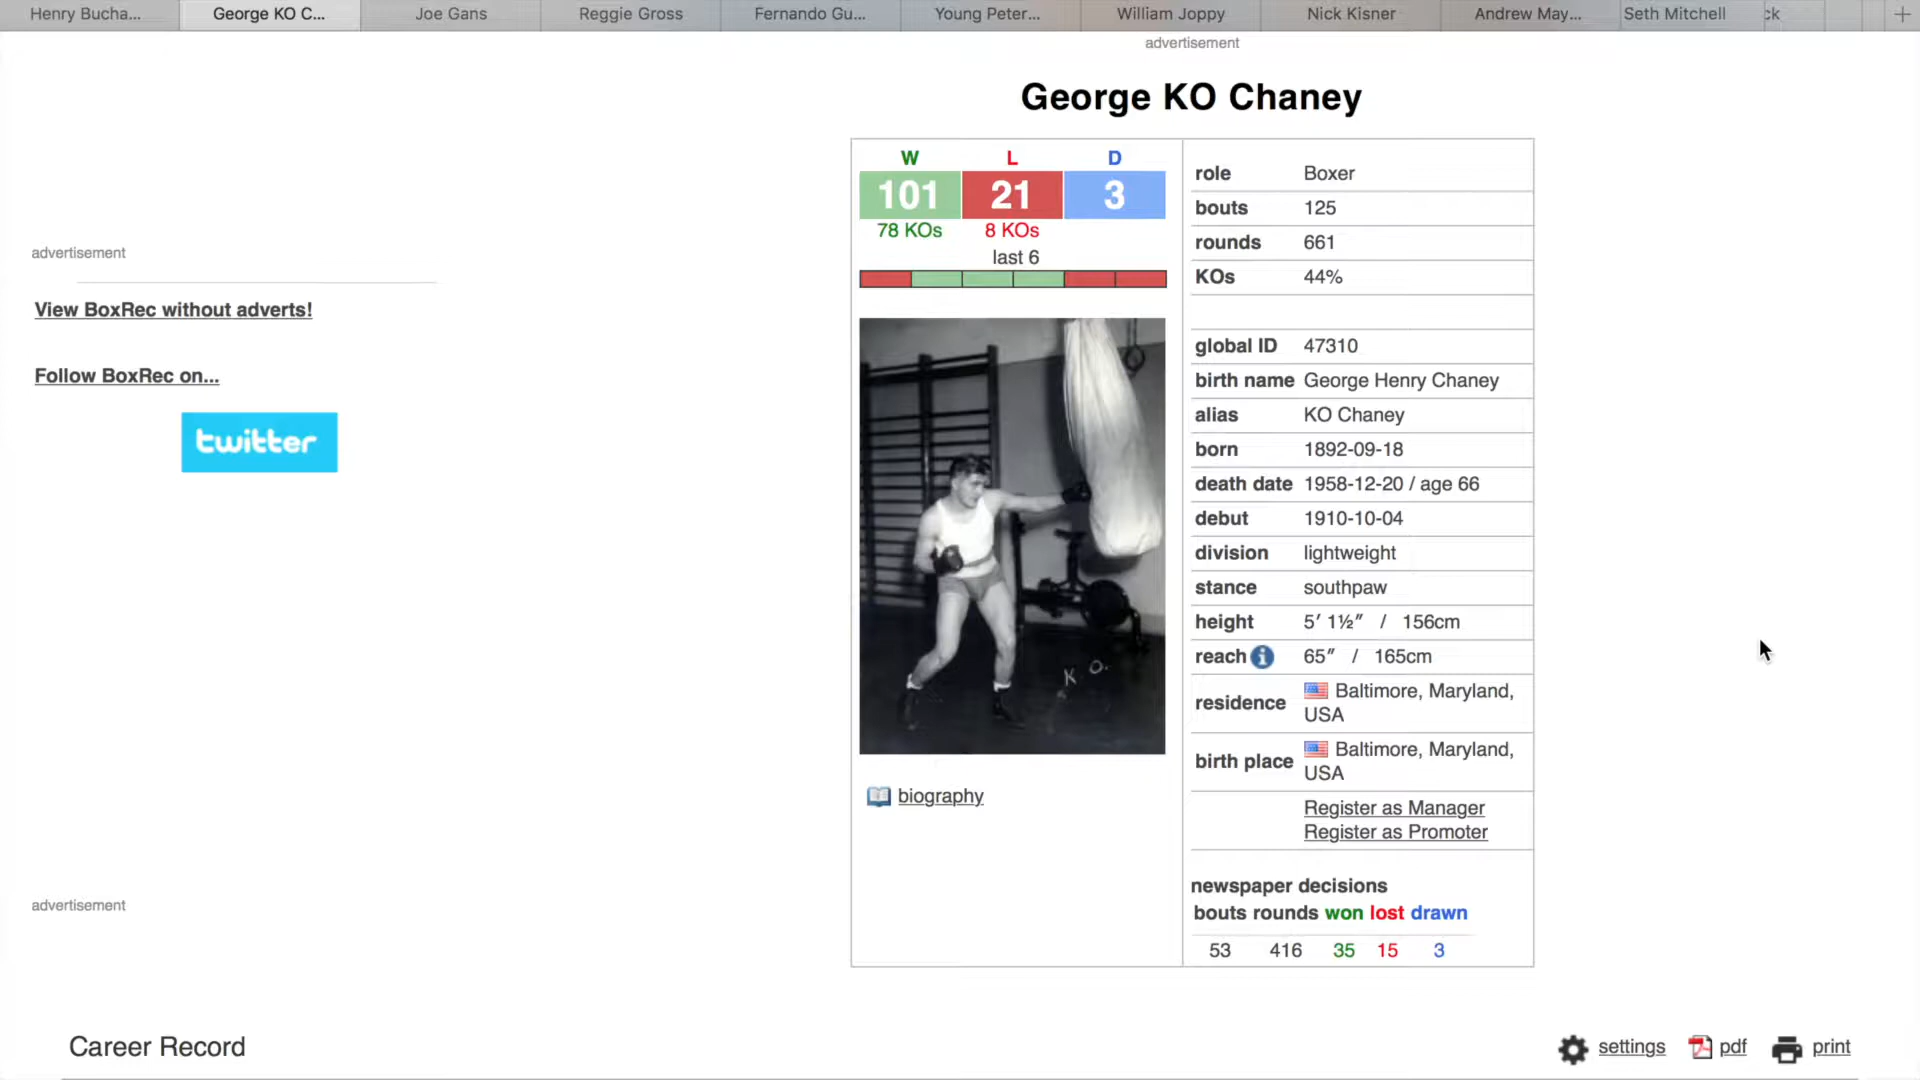 Henry Bucha...
George KO C...
Joe Gans
Reggie Gross
Fernando Gu...
Young Peter...
William Joppy
Nick Kisner
Andrew May...
Seth Mitchell
ck
advertisement
George KO Chaney
W L D
101 21 3
78 KOs 8 KOs
last 6
K. O.
biography
role Boxer
bouts 125
rounds 661
KOs 44%
global ID 47310
birth name George Henry Chaney
alias KO Chaney
born 1892-09-18
death date 1958-12-20 / age 66
debut 1910-10-04
division lightweight
stance southpaw
height 5′ 1½″ / 156cm
reach i 65″ / 165cm
residence Baltimore, Maryland,
USA
birth place Baltimore, Maryland,
USA
Register as Manager
Register as Promoter
newspaper decisions
bouts rounds won lost drawn
53 416 35 15 3
advertisement
View BoxRec without adverts!
Follow BoxRec on...
twitter
advertisement
Career Record
settings pdf print